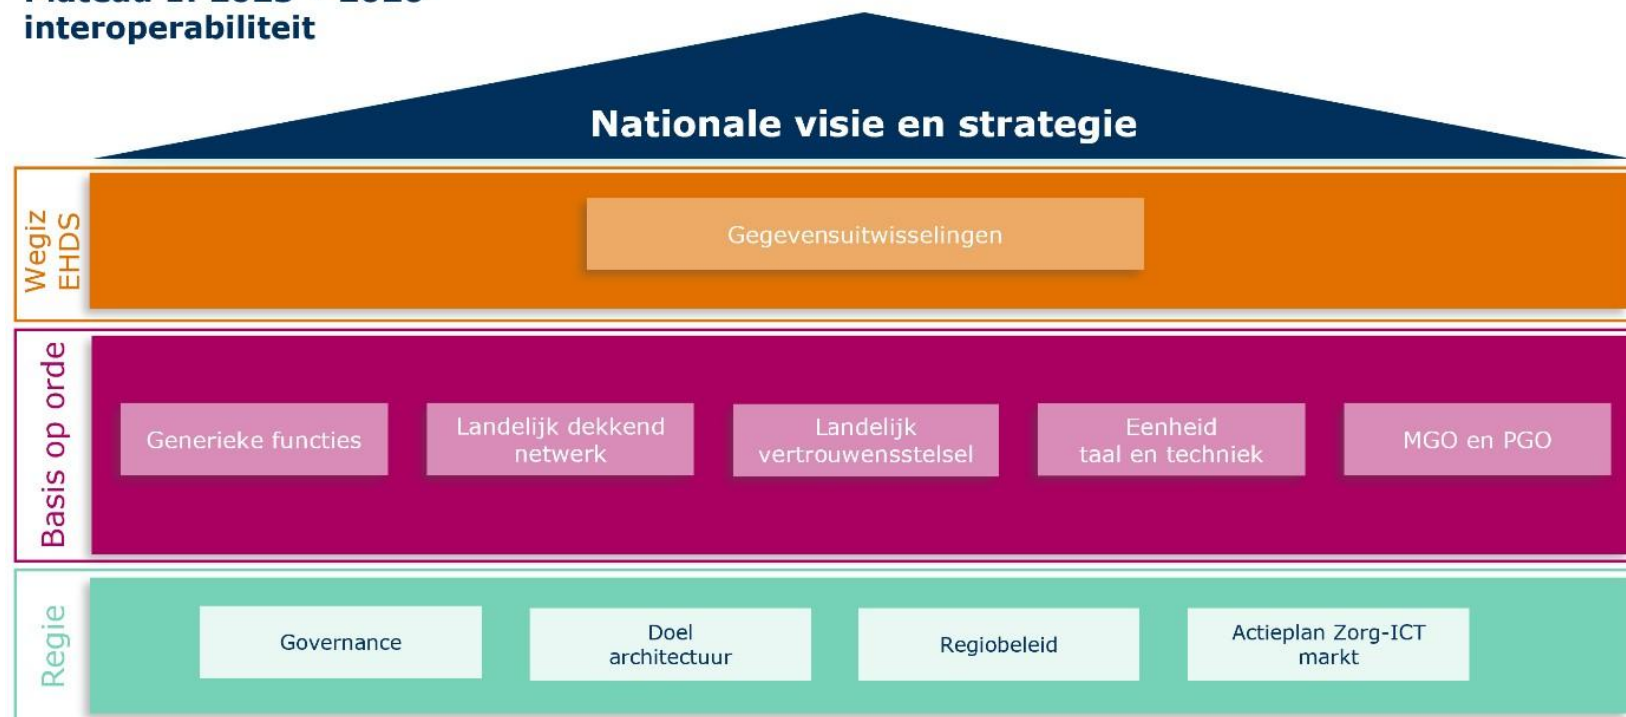 interoperabiliteit
Nationale visie en strategie
Wegiz
EHDS
Gegevensuitwisselingen
Basis op orde
Generieke functies
Landelijk dekkend
netwerk
Landelijk
vertrouwensstelsel
Eenheid
taal en techniek
MGO en PGO
Regie
Governance
Doel
architectuur
Regiobeleid
Actieplan Zorg-ICT
markt